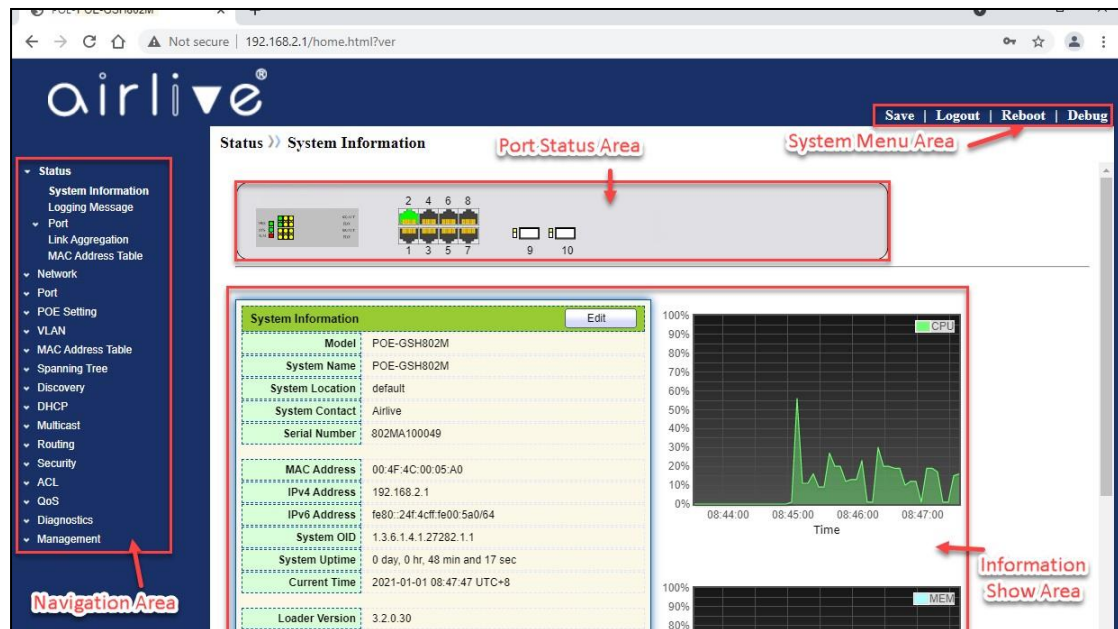 POE-POE-GSH802M
Not secure | 192.168.2.1/home.html?ver
airlive®
Save | Logout | Reboot | Debug
Status » System Information
Port Status Area
System Menu Area
Status
System Information
Logging Message
Port
Link Aggregation
MAC Address Table
Network
Port
POE Setting
VLAN
MAC Address Table
Spanning Tree
Discovery
DHCP
Multicast
Routing
Security
ACL
QoS
Diagnostics
Management
Navigation Area
2 4 6 8
1 3 5 7 9 10
System Information Edit
Model POE-GSH802M
System Name POE-GSH802M
System Location default
System Contact Airlive
Serial Number 802MA100049
MAC Address 00:4F:4C:00:05:A0
IPv4 Address 192.168.2.1
IPv6 Address fe80::24f:4cff:fe00:5a0/64
System OID 1.3.6.1.4.1.27282.1.1
System Uptime 0 day, 0 hr, 48 min and 17 sec
Current Time 2021-01-01 08:47:47 UTC+8
Loader Version 3.2.0.30
100%
CPU
90%
80%
70%
60%
50%
40%
30%
20%
10%
0%
08:44:00 08:45:00 08:46:00 08:47:00
Time
Information
Show Area
100%
MEM
90%
80%